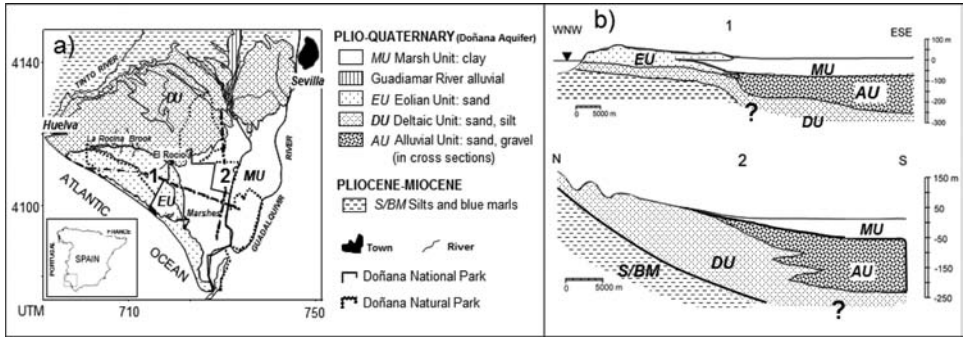 a)
4140
4100
UTM
710
750
TINTO RIVER
Sevilla
Huelva
DU
La Rocina Brook
El Rocio
1
2
MU
EU
Marshes
RIVER
GUADALQUIVIR
ATLANTIC
OCEAN
PORTUGAL
FRANCE
SPAIN
PLIO-QUATERNARY (Doñana Aquifer)
MU Marsh Unit: clay
Guadiamar River alluvial
EU Eolian Unit: sand
DU Deltaic Unit: sand, silt
AU Alluvial Unit: sand, gravel
(in cross sections)
PLIOCENE-MIOCENE
S/BM Silts and blue marls
Town
River
Doñana National Park
Doñana Natural Park
b)
1
WNW
ESE
EU
MU
AU
DU
?
0
5000 m
100 m
0
-100
-200
-300
2
N
S
S/BM
DU
MU
AU
?
0
5000 m
150 m
50
-50
-150
-250